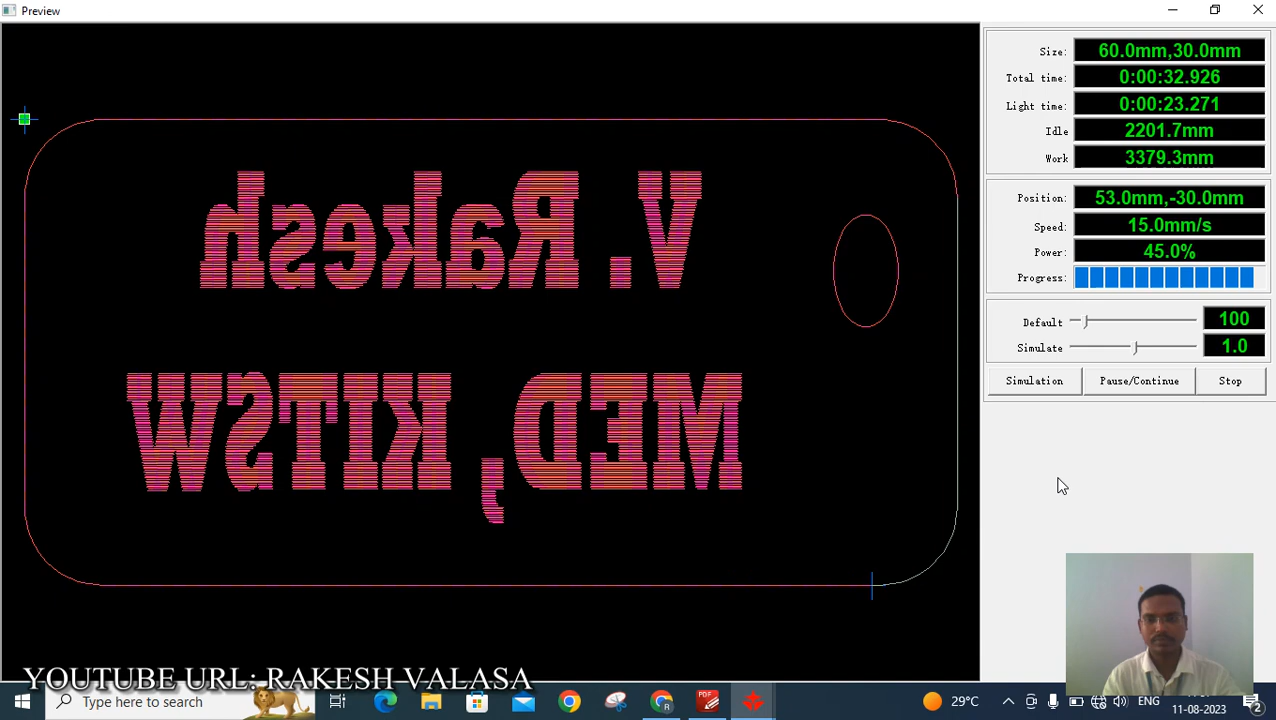 Preview
Size: 60.0mm,30.0mm
Total time: 0:00:32.926
Light time: 0:00:23.271
Idle 2201.7mm
Work 3379.3mm
Position: 53.0mm,-30.0mm
Speed: 15.0mm/s
Power: 45.0%
Progress:
Default 100
Simulate 1.0
Simulation Pause/Continue Stop
V. Rakesh
MED, KITSW
YOUTUBE URL: RAKESH VALASA
Type here to search
PDF
29°C
ENG
11-08-2023
2